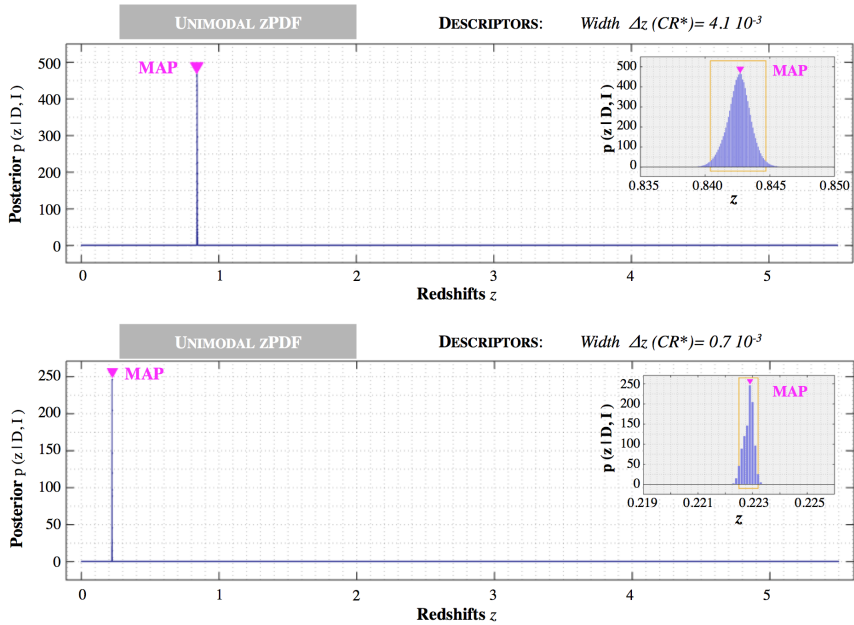 UNIMODAL ZPDF
DESCRIPTORS: Width Δz (CR*)= 4.1 10⁻³
Posterior p (z | D, I )
500
400
300
200
100
0
MAP
0 1 2 3 4 5
Redshifts z
p (z | D, I )
500
400
300
200
100
0
MAP
0.835 0.840 0.845 0.850
z
UNIMODAL ZPDF
DESCRIPTORS: Width Δz (CR*)= 0.7 10⁻³
Posterior p (z | D, I )
250
200
150
100
50
0
MAP
0 1 2 3 4 5
Redshifts z
p (z | D, I )
250
200
150
100
50
0
MAP
0.219 0.221 0.223 0.225
z